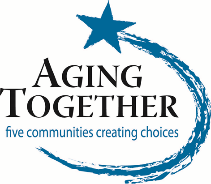 AGING
TOGETHER
five communities creating choices